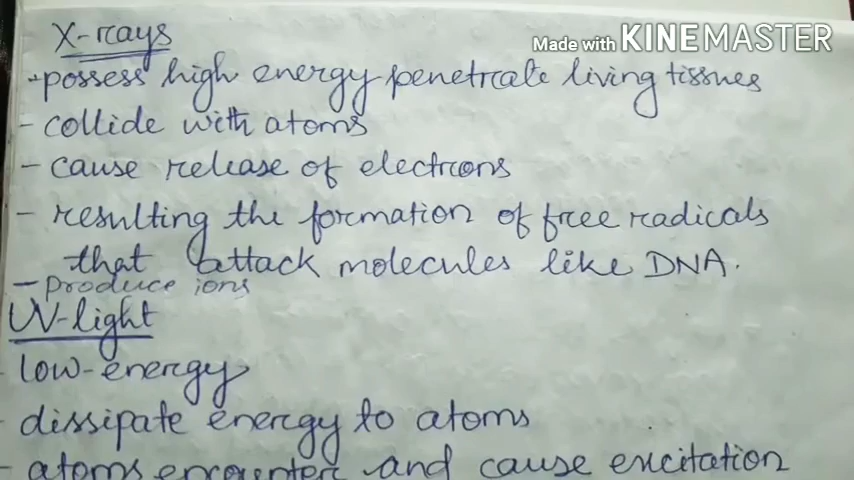 X-rays
Made with KINEMASTER
- possess high energy penetrate living tissues
- collide with atoms
- cause release of electrons
- resulting the formation of free radicals
that attack molecules like DNA.
- produce ions
UV-light
- low-energy
- dissipate energy to atoms
- atoms encounter and cause excitation